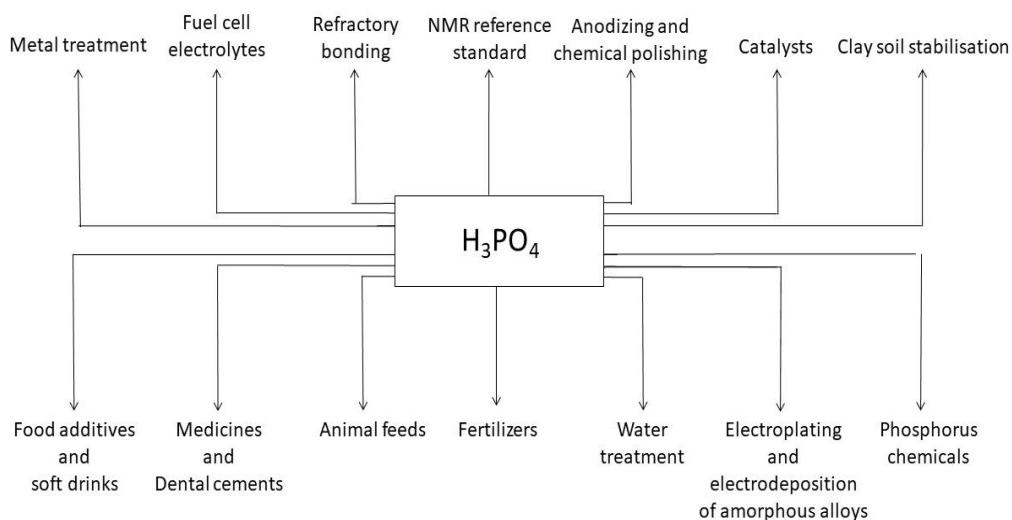 Metal treatment
Fuel cell
electrolytes
Refractory
bonding
NMR reference
standard
Anodizing and
chemical polishing
Catalysts
Clay soil stabilisation
H₃PO₄
Food additives
and
soft drinks
Medicines
and
Dental cements
Animal feeds
Fertilizers
Water
treatment
Electroplating
and
electrodeposition
of amorphous alloys
Phosphorus
chemicals